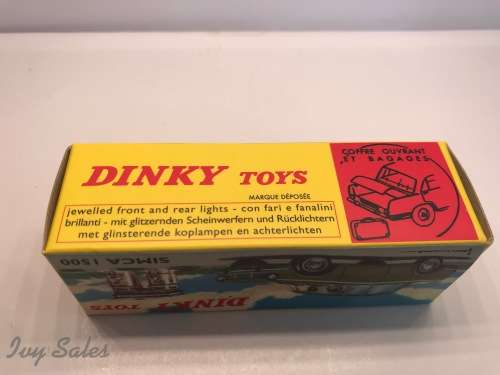 DINKY TOYS
MARQUE DÉPOSÉE
jewelled front and rear lights - con fari e fanalini
brillanti - mit glitzernden Scheinwerfern und Rücklichtern
met glinsterende koplampen en achterlichten
COFFRE OUVRANT
ET BAGAGES
SIMCA 1500
DINKY TOYS
Ivy Sales